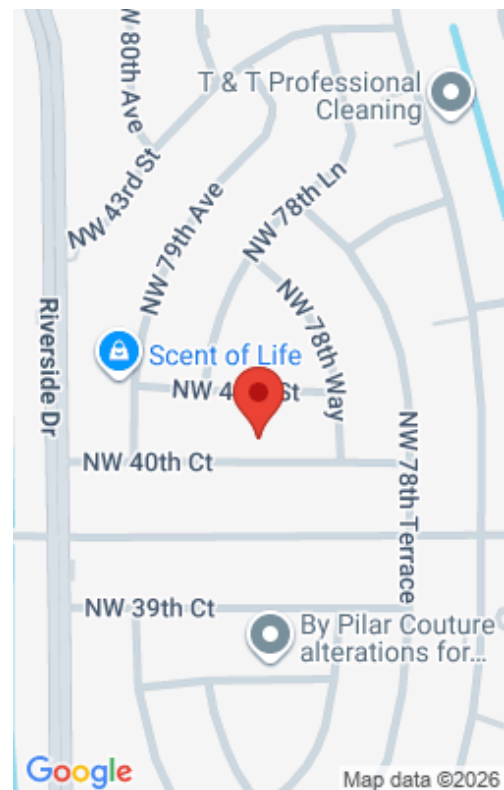 NW 80th Ave
T & T Professional
Cleaning
NW 43rd St
NW 78th Ln
NW 79th Ave
NW 78th Way
Riverside Dr
Scent of Life
NW 4 St
NW 40th Ct
NW 78th Terrace
NW 39th Ct
By Pilar Couture
alterations for...
Google
Map data ©2026